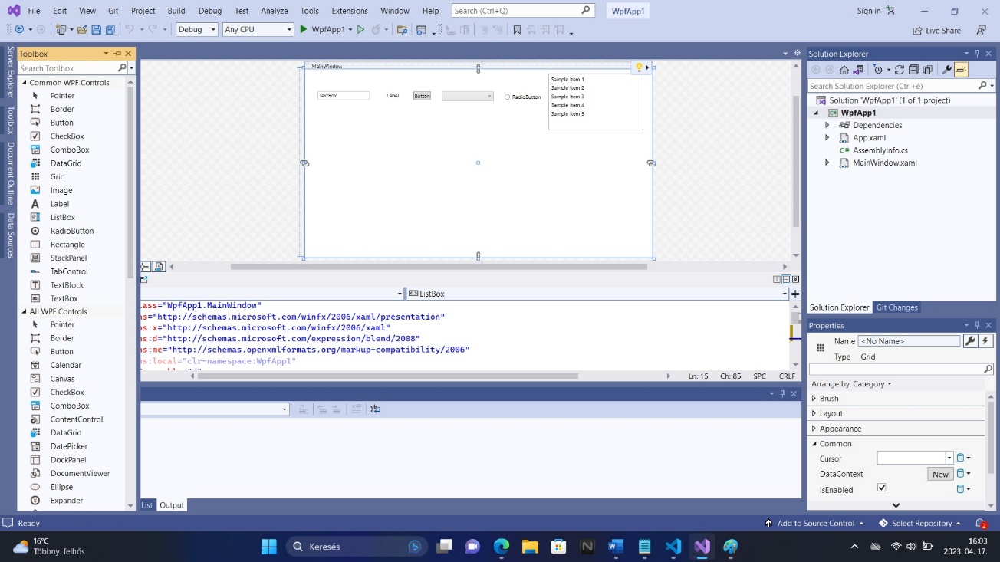 File Edit View Git Project Build Debug Test Analyze Tools Extensions Window Help Search (Ctrl+Q) WpfApp1 Sign in
Debug Any CPU WpfApp1 Live Share
Server Explorer
Toolbox
Document Outline
Data Sources
Toolbox
Search Toolbox
Common WPF Controls
Pointer
Border
Button
CheckBox
ComboBox
DataGrid
Grid
Image
Label
ListBox
RadioButton
Rectangle
StackPanel
TabControl
TextBlock
TextBox
All WPF Controls
Pointer
Border
Button
Calendar
Canvas
CheckBox
ComboBox
ContentControl
DataGrid
DatePicker
DockPanel
DocumentViewer
Ellipse
Expander
MainWindow
TextBox Label Button RadioButton
Sample Item 1
Sample Item 2
Sample Item 3
Sample Item 4
Sample Item 5
ListBox
lass="WpfApp1.MainWindow"
ns="http://schemas.microsoft.com/winfx/2006/xaml/presentation"
ns:x="http://schemas.microsoft.com/winfx/2006/xaml"
ns:d="http://schemas.microsoft.com/expression/blend/2008"
ns:mc="http://schemas.openxmlformats.org/markup-compatibility/2006"
ns:local="clr-namespace:WpfApp1"
Ln: 15 Ch: 85 SPC CRLF
List Output
Solution Explorer
Search Solution Explorer (Ctrl+é)
Solution 'WpfApp1' (1 of 1 project)
WpfApp1
Dependencies
App.xaml
AssemblyInfo.cs
MainWindow.xaml
Solution Explorer Git Changes
Properties
Name <No Name>
Type Grid
Arrange by: Category
Brush
Layout
Appearance
Common
Cursor
DataContext New
IsEnabled
Ready Add to Source Control Select Repository 2
16°C
Többny. felhős
Keresés
16:03
2023. 04. 17.